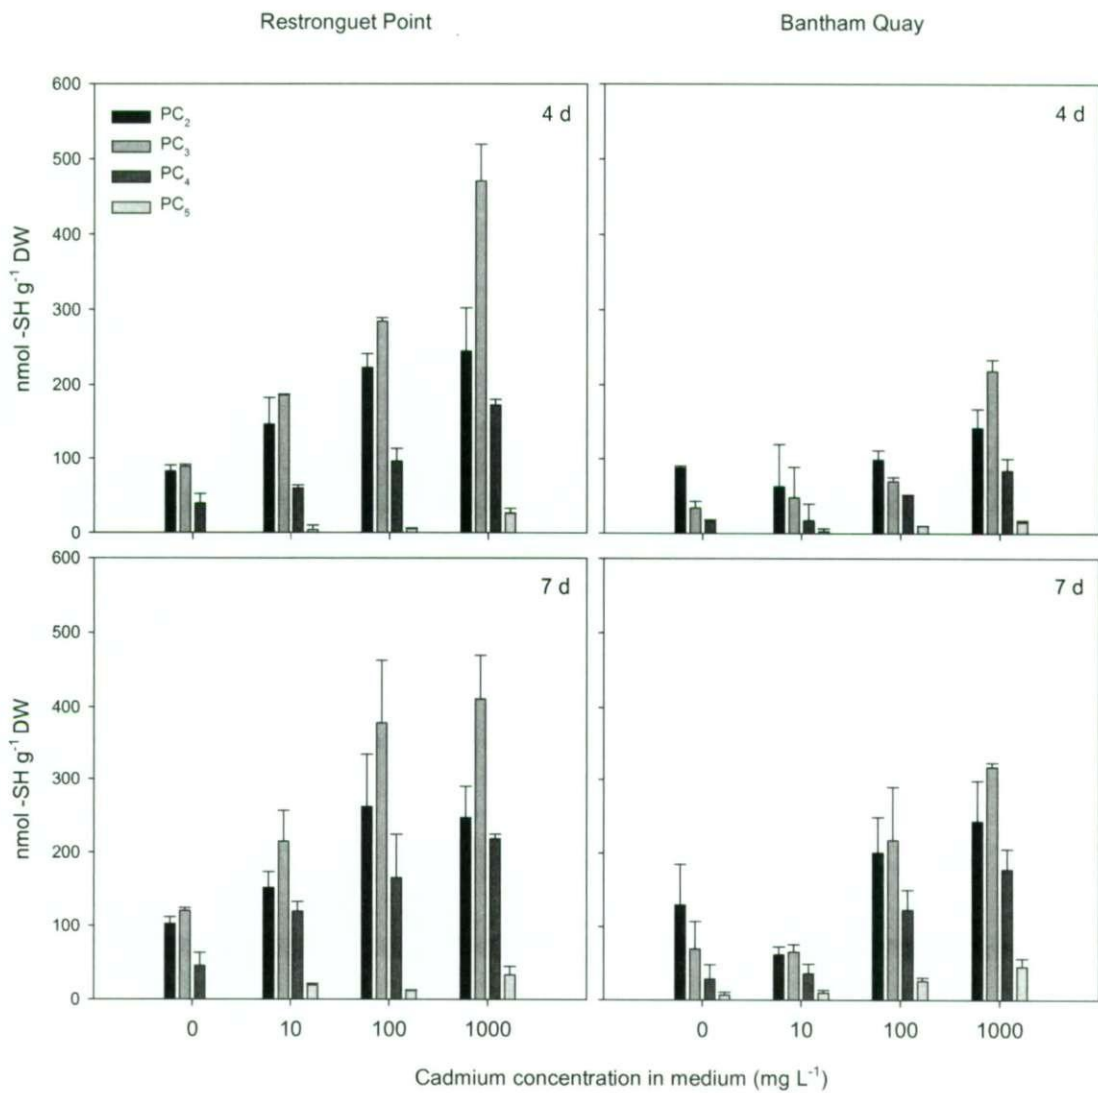 Restronguet Point
Bantham Quay
600
500
400
300
200
100
0
nmol -SH g⁻¹ DW
PC₂
PC₃
PC₄
PC₅
4 d
4 d
600
500
400
300
200
100
0
nmol -SH g⁻¹ DW
7 d
7 d
0 10 100 1000
0 10 100 1000
Cadmium concentration in medium (mg L⁻¹)